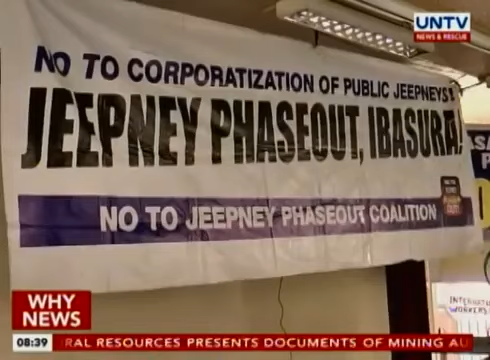 UNTV
NEWS & RESCUE
NO TO CORPORATIZATION OF PUBLIC JEEPNEYS!
JEEPNEY PHASEOUT, IBASURA!
NO TO JEEPNEY PHASEOUT COALITION
WHY
NEWS
08:39
RAL RESOURCES PRESENTS DOCUMENTS OF MINING AU